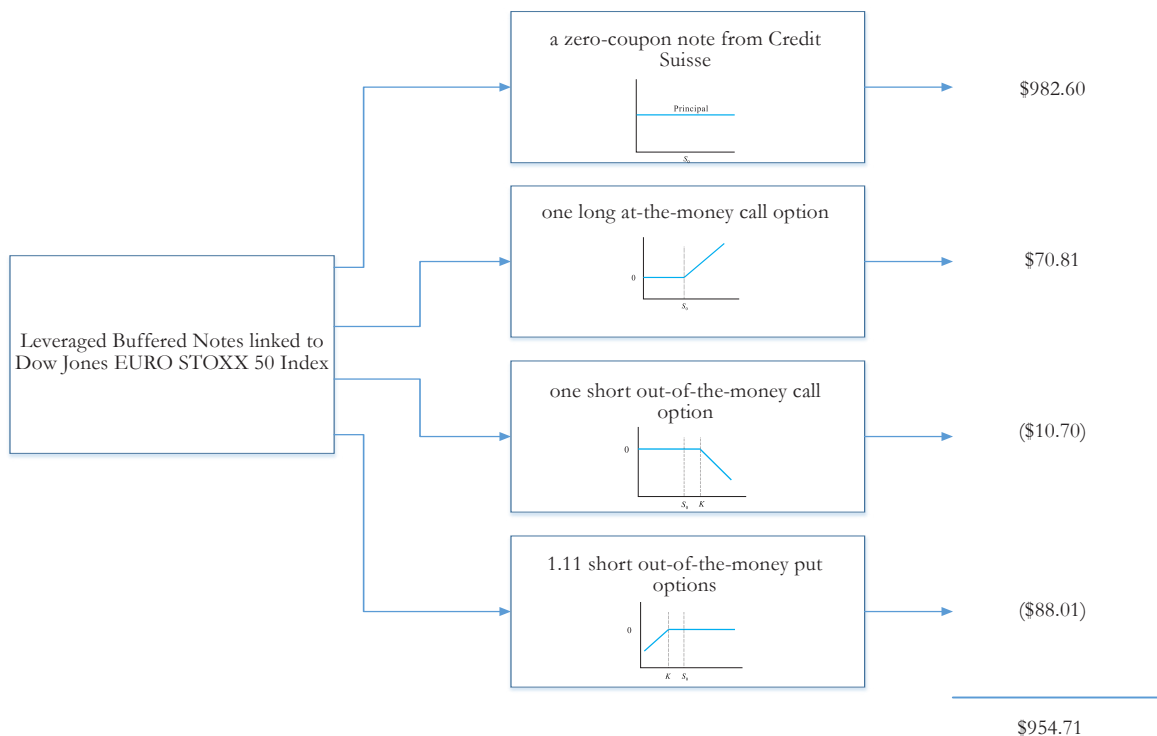 a zero-coupon note from Credit
Suisse
Principal
S₀
$982.60
one long at-the-money call option
0
S₀
$70.81
Leveraged Buffered Notes linked to
Dow Jones EURO STOXX 50 Index
one short out-of-the-money call
option
0
S₀ K
($10.70)
1.11 short out-of-the-money put
options
0
K S₀
($88.01)
$954.71